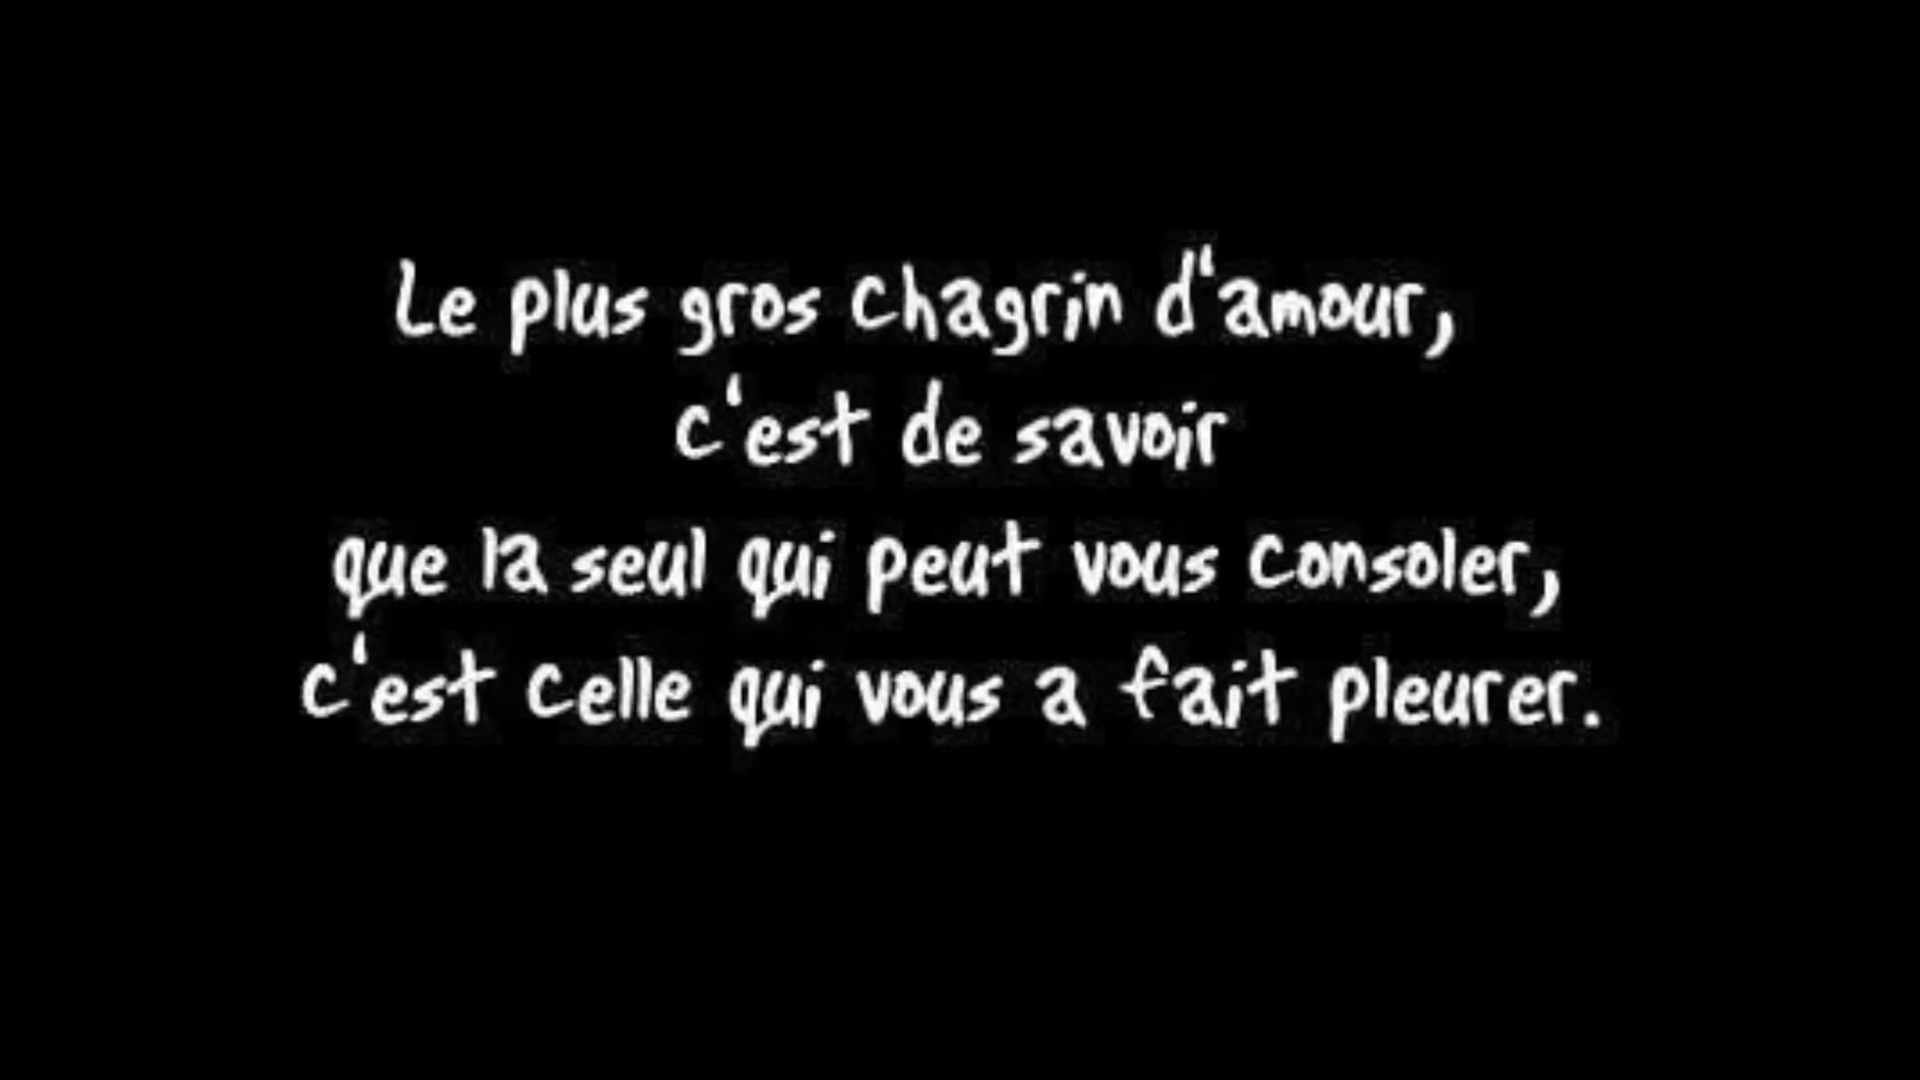 Le plus gros chagrin d'amour,
c'est de savoir
que la seul qui peut vous consoler,
c'est celle qui vous a fait pleurer.